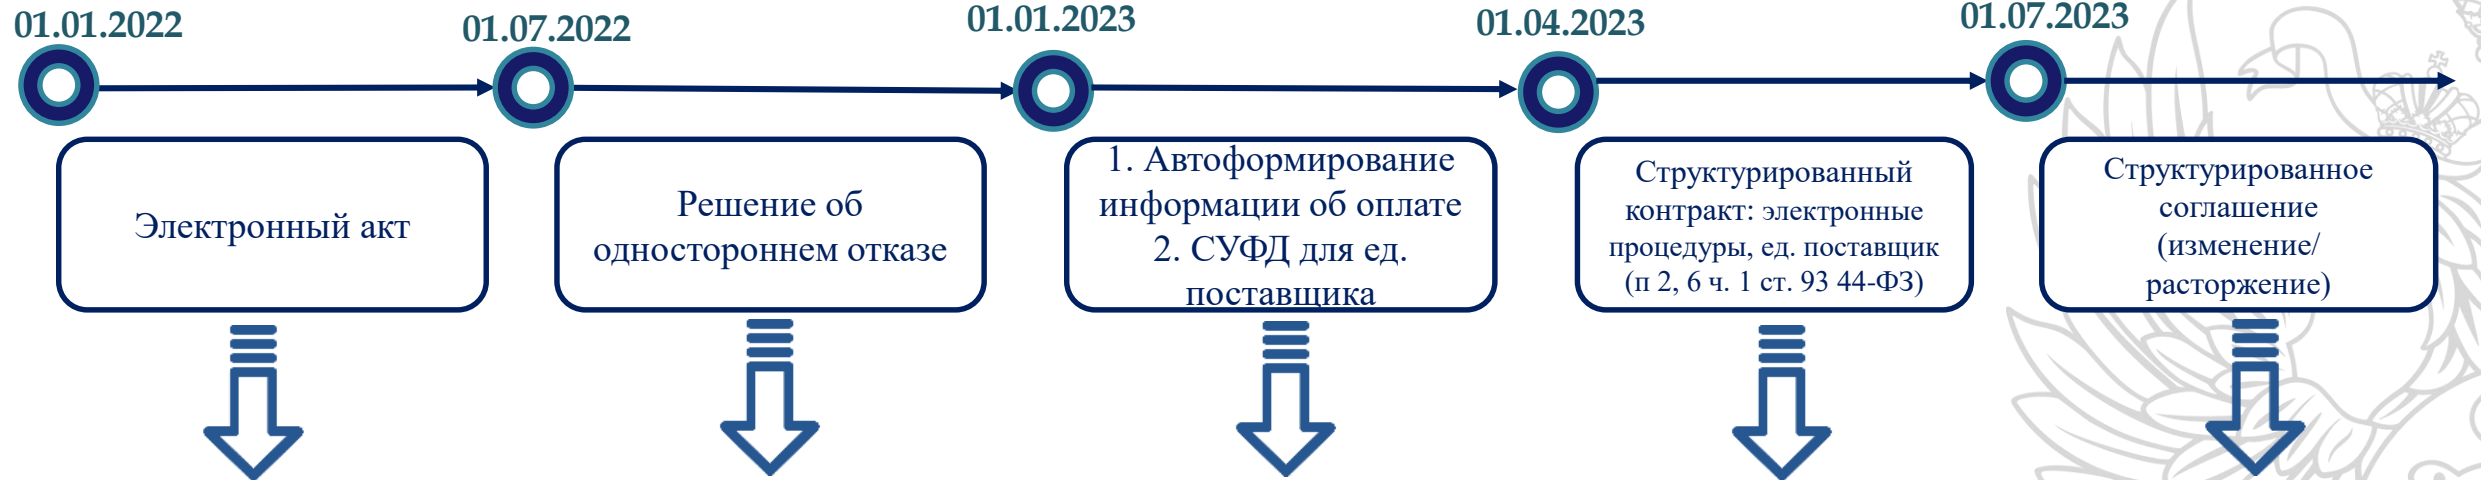 01.01.2022
01.07.2022
01.01.2023
01.04.2023
01.07.2023
Электронный акт
Решение об
одностороннем отказе
1. Автоформирование
информации об оплате
2. СУФД для ед.
поставщика
Структурированный
контракт: электронные
процедуры, ед. поставщик
(п 2, 6 ч. 1 ст. 93 44-ФЗ)
Структурированное
соглашение
(изменение/
расторжение)